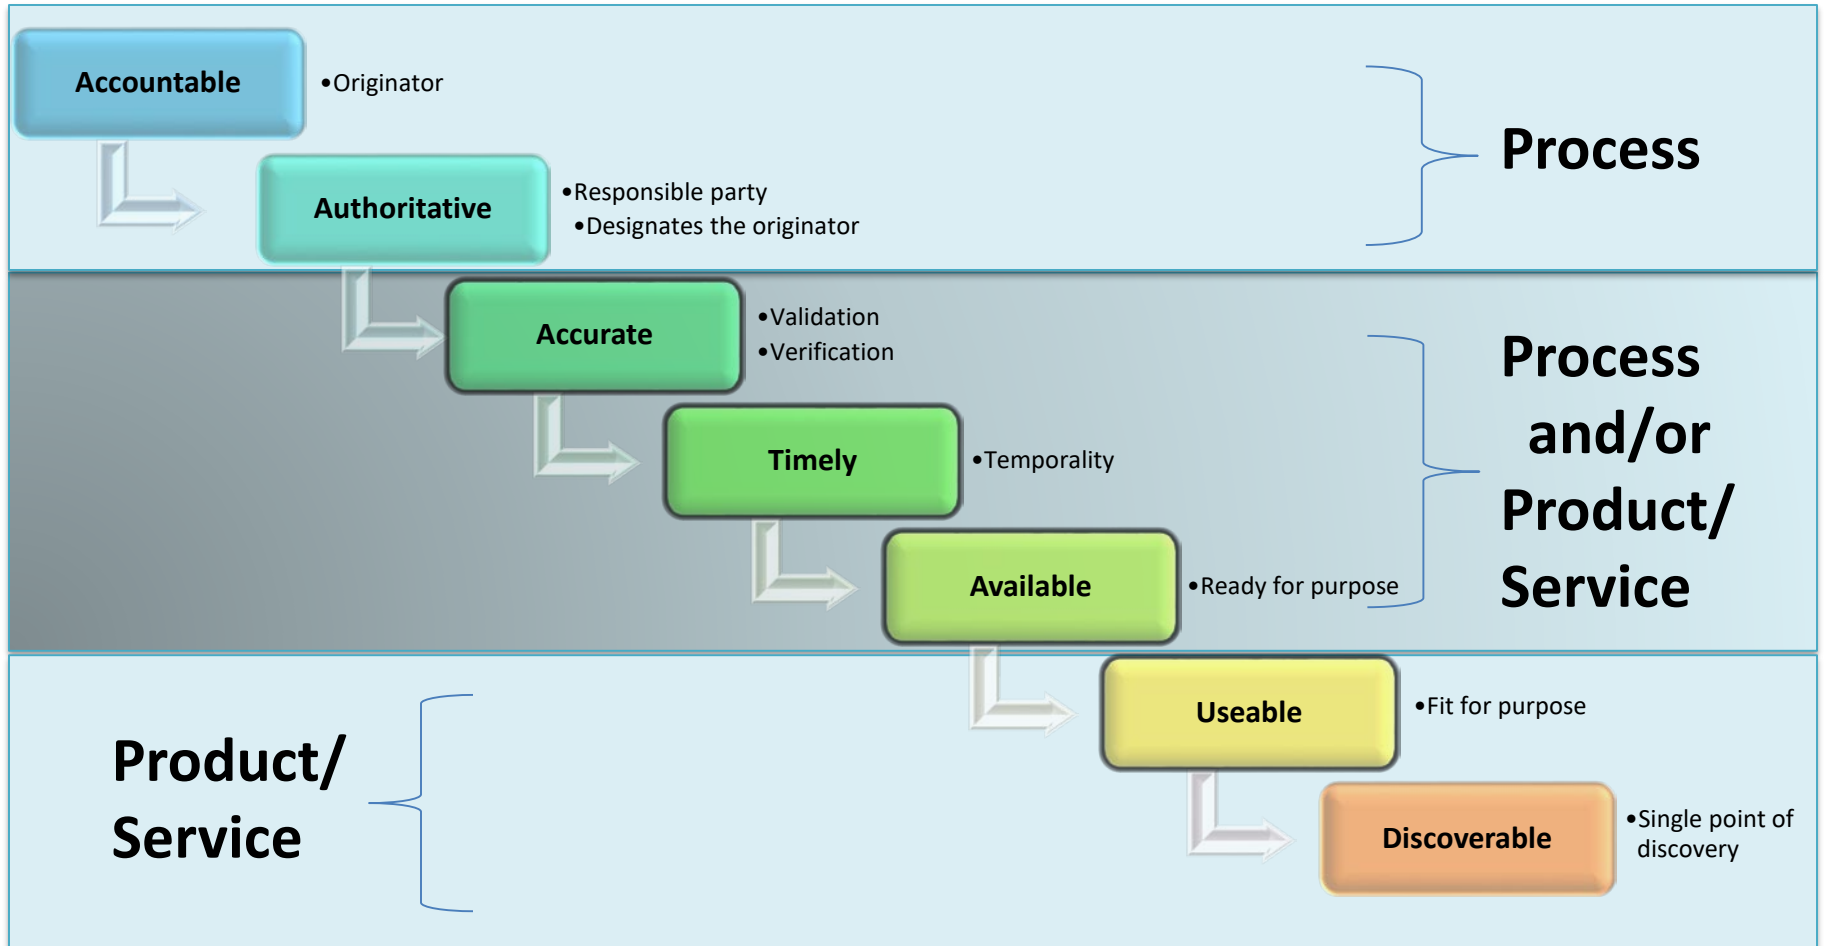 Accountable
•Originator
Process
Authoritative
•Responsible party
•Designates the originator
Accurate
•Validation
•Verification
Process
and/or
Product/
Service
Timely
•Temporality
Available
•Ready for purpose
Useable
•Fit for purpose
Product/
Service
Discoverable
•Single point of
discovery